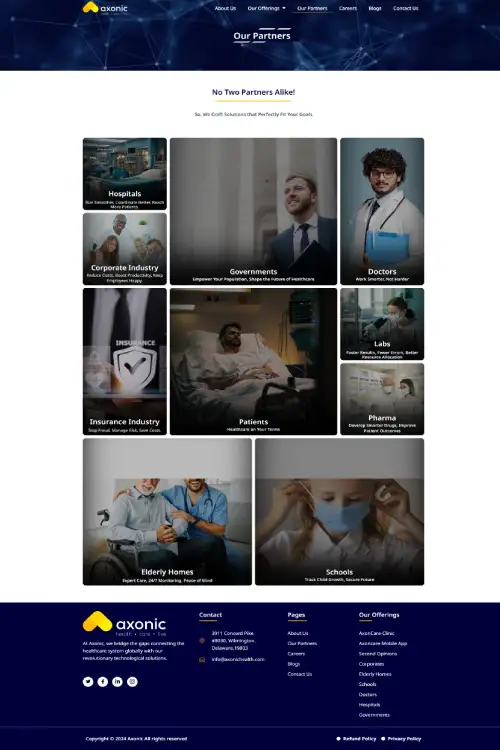 axonic
health • care • live
About Us
Our Offerings
Our Partners
Careers
Blogs
Contact Us
Our Partners
No Two Partners Alike!
So, We Craft Solutions that Perfectly Fit Your Goals.
Hospitals
Run Smoother, Coordinate Better, Reach
More Patients.
Corporate Industry
Reduce Costs, Boost Productivity, Keep
Employees Happy.
Governments
Empower Your Population, Shape the Future of Healthcare
Doctors
Work Smarter, Not Harder
INSURANCE
Insurance Industry
Stop Fraud, Manage Risk, Save Costs.
Patients
Healthcare on Your Terms
Labs
Faster Results, Fewer Errors, Better
Resource Allocation
Pharma
Develop Smarter Drugs, Improve
Patient Outcomes
Elderly Homes
Expert Care, 24/7 Monitoring, Peace of Mind
Schools
Track Child Growth, Secure Future
axonic
health • care • live
At Axonic, we bridge the gaps connecting the
healthcare system globally with our
revolutionary technological solutions.
Contact
3911 Concord Pike
#8030, Wilmington,
Delaware,19803
info@axonichealth.com
Pages
About Us
Our Partners
Careers
Blogs
Contact Us
Our Offerings
AxonCare-Clinic
Axoncare Mobile App
Second Opinions
Corporates
Elderly Homes
Schools
Doctors
Hospitals
Governments
Copyright © 2024 Axonic All rights reserved
Refund Policy
Privacy Policy